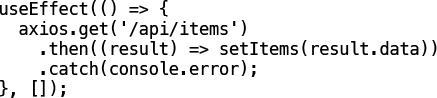 useEffect(() => {
  axios.get('/api/items')
    .then((result) => setItems(result.data))
    .catch(console.error);
}, []);